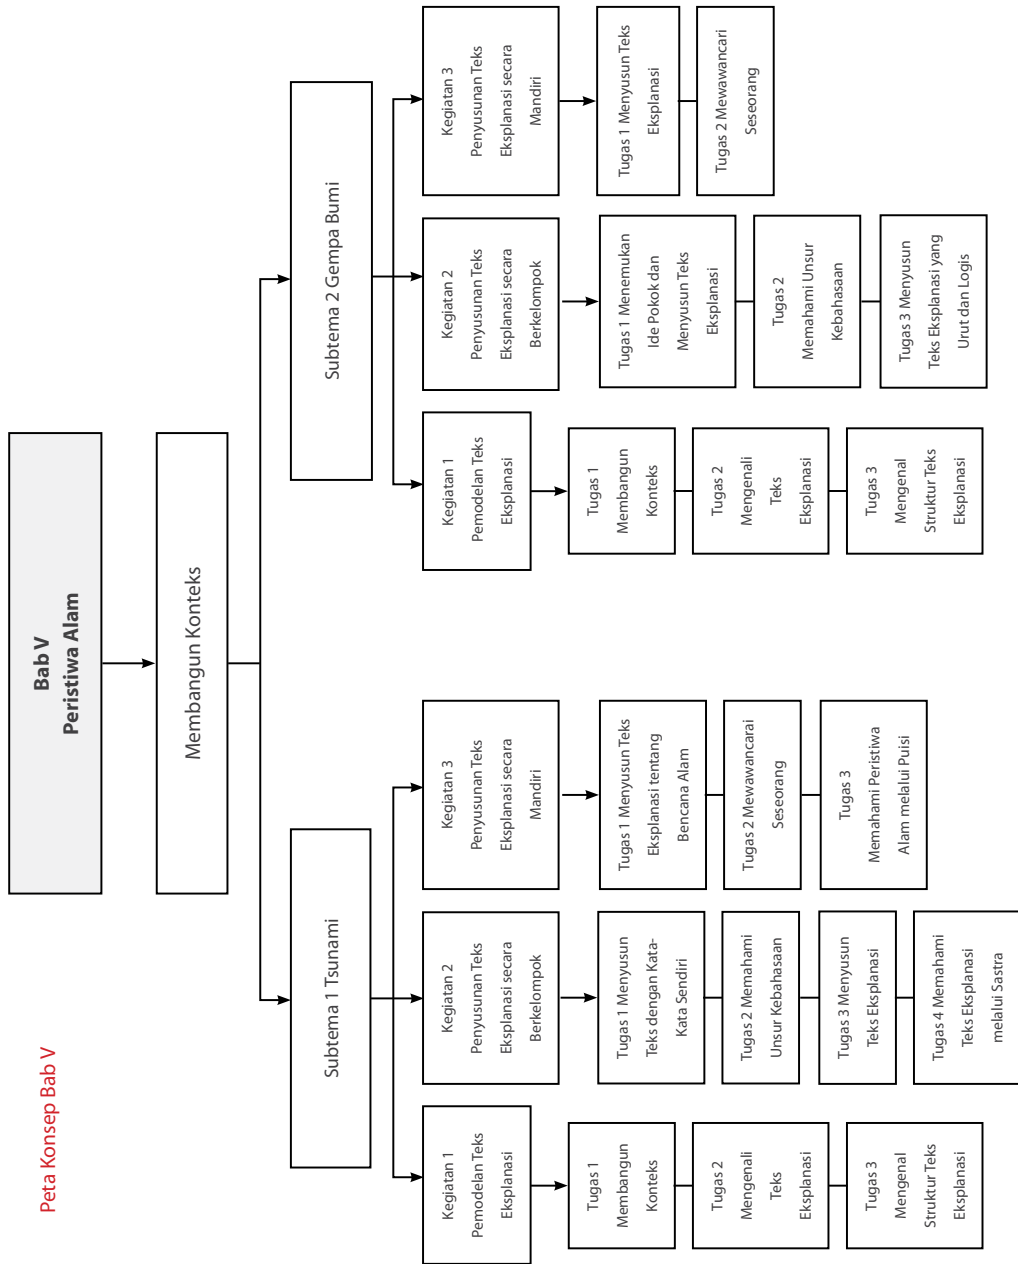 Peta Konsep Bab V
Bab V
Peristiwa Alam
Membangun Konteks
Subtema 1 Tsunami
Kegiatan 1
Pemodelan Teks
Eksplanasi
Tugas 1
Membangun
Konteks
Tugas 2
Mengenali
Teks
Eksplanasi
Tugas 3
Mengenal
Struktur Teks
Eksplanasi
Kegiatan 2
Penyusunan Teks
Eksplanasi secara
Berkelompok
Tugas 1 Menyusun
Teks dengan Kata-
Kata Sendiri
Tugas 2 Memahami
Unsur Kebahasaan
Tugas 3 Menyusun
Teks Eksplanasi
Tugas 4 Memahami
Teks Eksplanasi
melalui Sastra
Kegiatan 3
Penyusunan Teks
Eksplanasi secara
Mandiri
Tugas 1 Menyusun Teks
Eksplanasi tentang
Bencana Alam
Tugas 2 Mewawancarai
Seseorang
Tugas 3
Memahami Peristiwa
Alam melalui Puisi
Subtema 2 Gempa Bumi
Kegiatan 1
Pemodelan Teks
Eksplanasi
Tugas 1
Membangun
Konteks
Tugas 2
Mengenali
Teks
Eksplanasi
Tugas 3
Mengenal
Struktur Teks
Eksplanasi
Kegiatan 2
Penyusunan Teks
Eksplanasi secara
Berkelompok
Tugas 1 Menemukan
Ide Pokok dan
Menyusun Teks
Eksplanasi
Tugas 2
Memahami Unsur
Kebahasaan
Tugas 3 Menyusun
Teks Eksplanasi yang
Urut dan Logis
Kegiatan 3
Penyusunan Teks
Eksplanasi secara
Mandiri
Tugas 1 Menyusun Teks
Eksplanasi
Tugas 2 Mewawancari
Seseorang